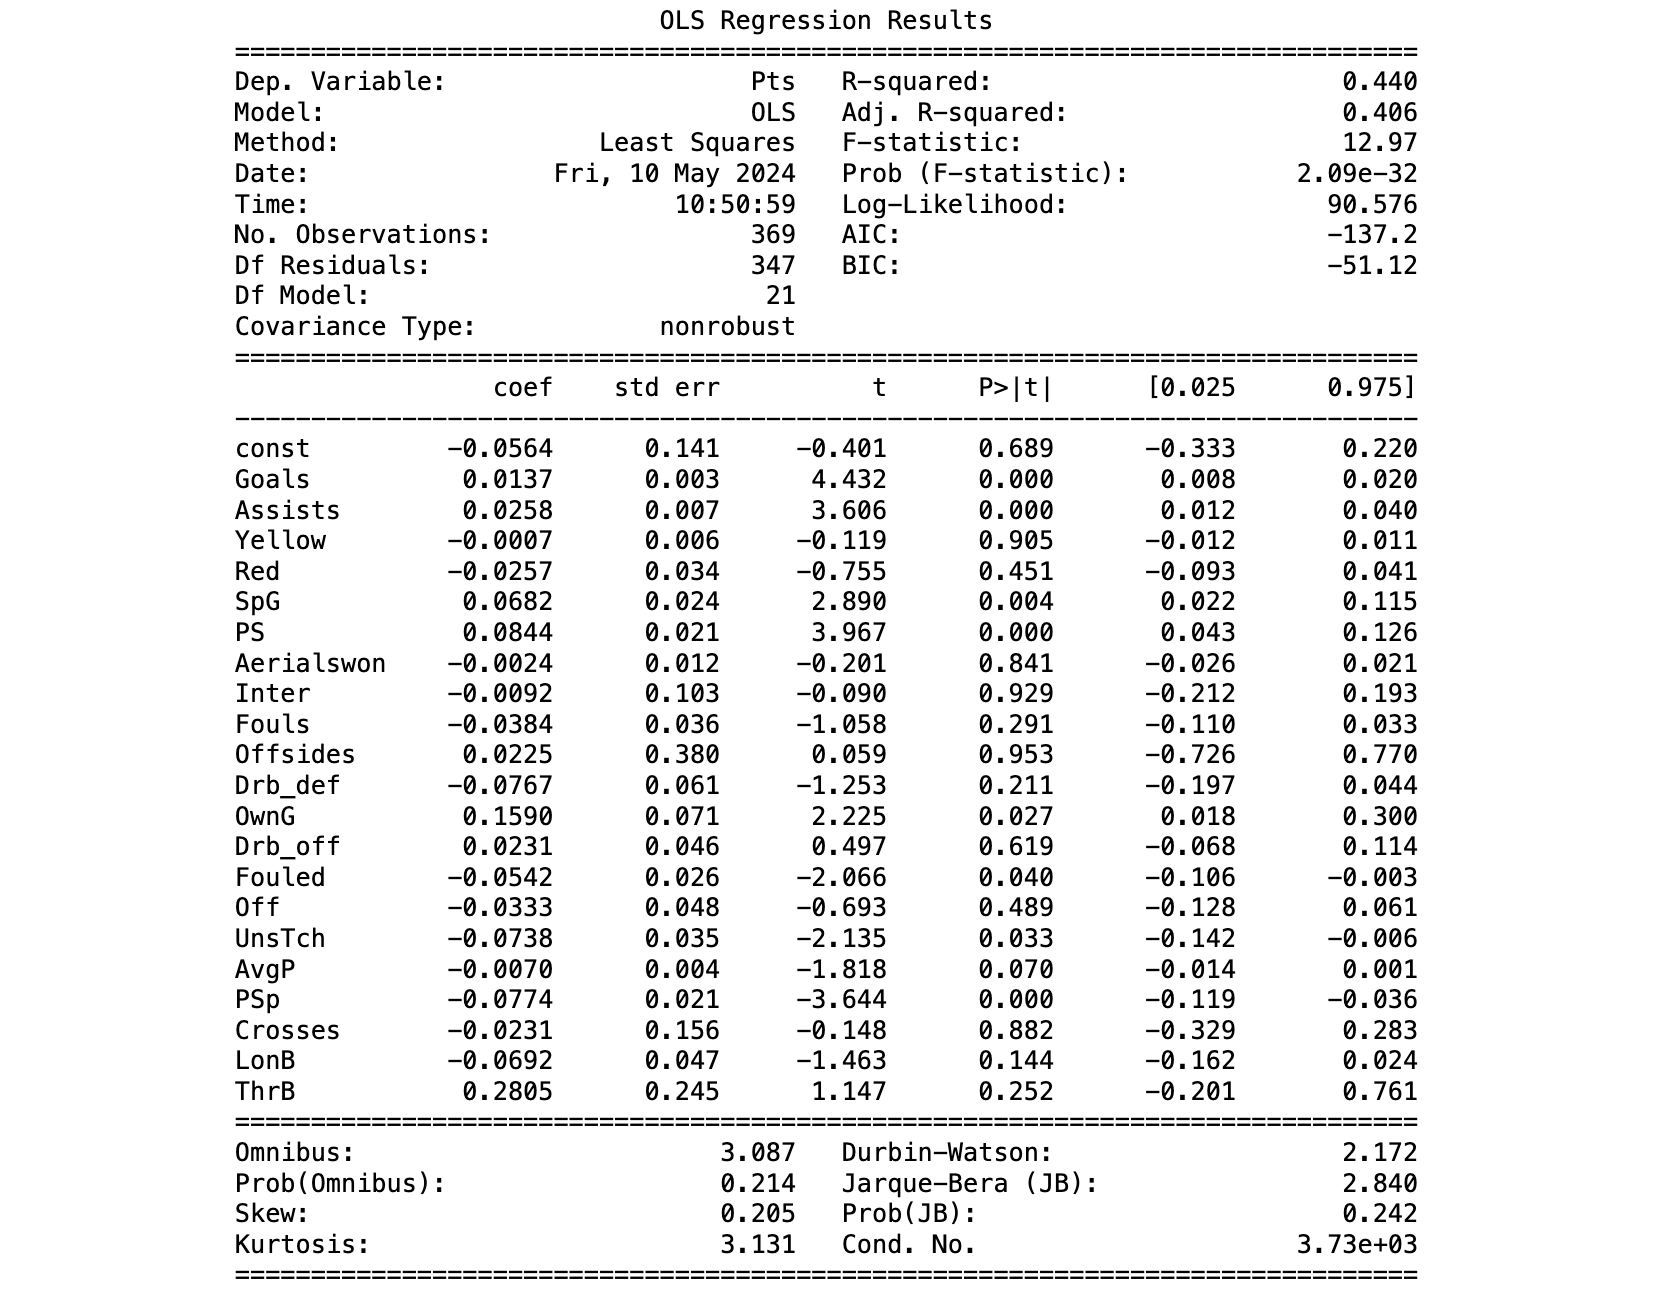 OLS Regression Results
==============================================================================
Dep. Variable:                    Pts   R-squared:                       0.440
Model:                            OLS   Adj. R-squared:                  0.406
Method:                 Least Squares   F-statistic:                     12.97
Date:                Fri, 10 May 2024   Prob (F-statistic):           2.09e-32
Time:                        10:50:59   Log-Likelihood:                 90.576
No. Observations:                 369   AIC:                            -137.2
Df Residuals:                     347   BIC:                            -51.12
Df Model:                          21
Covariance Type:            nonrobust
==============================================================================
                 coef    std err          t      P>|t|      [0.025      0.975]
------------------------------------------------------------------------------
const         -0.0564      0.141     -0.401      0.689      -0.333       0.220
Goals          0.0137      0.003      4.432      0.000       0.008       0.020
Assists        0.0258      0.007      3.606      0.000       0.012       0.040
Yellow        -0.0007      0.006     -0.119      0.905      -0.012       0.011
Red           -0.0257      0.034     -0.755      0.451      -0.093       0.041
SpG            0.0682      0.024      2.890      0.004       0.022       0.115
PS             0.0844      0.021      3.967      0.000       0.043       0.126
Aerialswon    -0.0024      0.012     -0.201      0.841      -0.026       0.021
Inter         -0.0092      0.103     -0.090      0.929      -0.212       0.193
Fouls         -0.0384      0.036     -1.058      0.291      -0.110       0.033
Offsides       0.0225      0.380      0.059      0.953      -0.726       0.770
Drb_def       -0.0767      0.061     -1.253      0.211      -0.197       0.044
OwnG           0.1590      0.071      2.225      0.027       0.018       0.300
Drb_off        0.0231      0.046      0.497      0.619      -0.068       0.114
Fouled        -0.0542      0.026     -2.066      0.040      -0.106      -0.003
Off           -0.0333      0.048     -0.693      0.489      -0.128       0.061
UnsTch        -0.0738      0.035     -2.135      0.033      -0.142      -0.006
AvgP          -0.0070      0.004     -1.818      0.070      -0.014       0.001
PSp           -0.0774      0.021     -3.644      0.000      -0.119      -0.036
Crosses       -0.0231      0.156     -0.148      0.882      -0.329       0.283
LonB          -0.0692      0.047     -1.463      0.144      -0.162       0.024
ThrB           0.2805      0.245      1.147      0.252      -0.201       0.761
==============================================================================
Omnibus:                        3.087   Durbin-Watson:                   2.172
Prob(Omnibus):                  0.214   Jarque-Bera (JB):                2.840
Skew:                           0.205   Prob(JB):                        0.242
Kurtosis:                       3.131   Cond. No.                     3.73e+03
==============================================================================